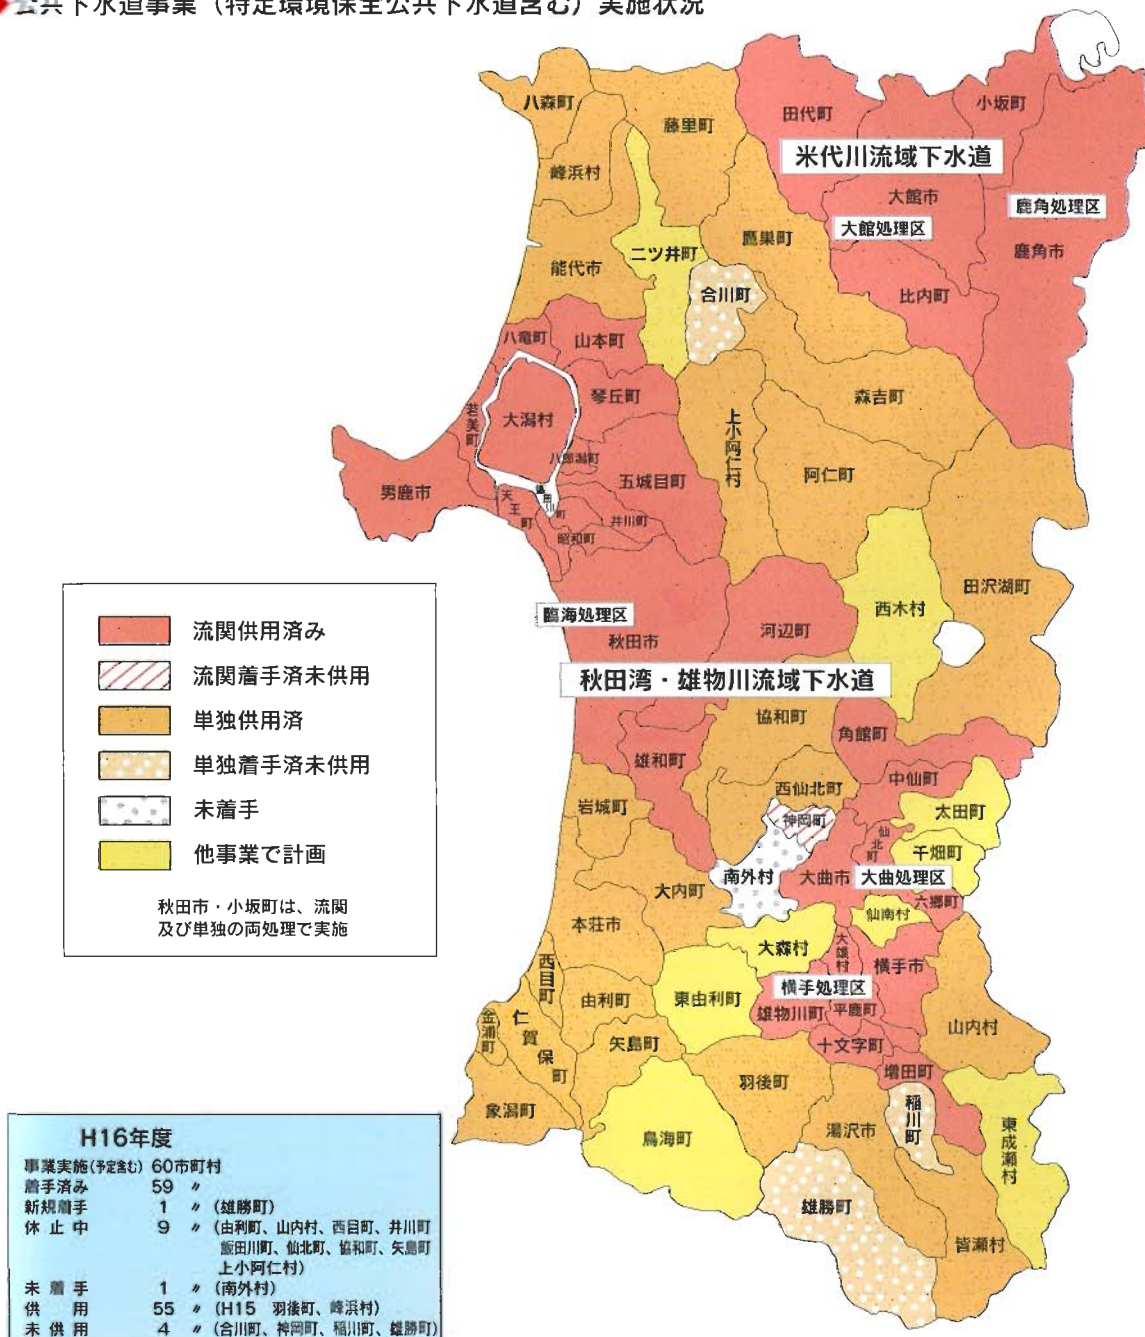 公共下水道事業（特定環境保全公共下水道含む）実施状況
八森町
藤里町
田代町
小坂町
米代川流域下水道
峰浜村
大館市
鹿角処理区
大館処理区
鷹巣町
二ツ井町
鹿角市
能代市
合川町
比内町
八竜町
山本町
琴丘町
森吉町
若美町
大潟村
上小阿仁村
八郎潟町
阿仁町
五城目町
男鹿市
天王町
飯田川町
井川町
昭和町
田沢湖町
西木村
臨海処理区
秋田市
河辺町
秋田湾・雄物川流域下水道
協和町
角館町
雄和町
中仙町
西仙北町
岩城町
太田町
神岡町
仙北町
千畑町
南外村
大曲市
大曲処理区
大内町
六郷町
仙南村
本荘市
大森村
大雄村
横手市
西目町
横手処理区
由利町
東由利町
雄物川町
平鹿町
金浦町
仁賀保町
山内村
矢島町
十文字町
増田町
羽後町
象潟町
稲川町
湯沢市
鳥海町
東成瀬村
雄勝町
皆瀬村
流関供用済み
流関着手済未供用
単独供用済
単独着手済未供用
未着手
他事業で計画
秋田市・小坂町は、流関
及び単独の両処理で実施
H16年度
事業実施(予定含む) 60市町村
着手済み 59 〃
新規着手 1 〃 (雄勝町)
休止中 9 〃 (由利町、山内村、西目町、井川町
飯田川町、仙北町、協和町、矢島町
上小阿仁村)
未着手 1 〃 (南外村)
供用 55 〃 (H15 羽後町、峰浜村)
未供用 4 〃 (合川町、神岡町、稲川町、雄勝町)